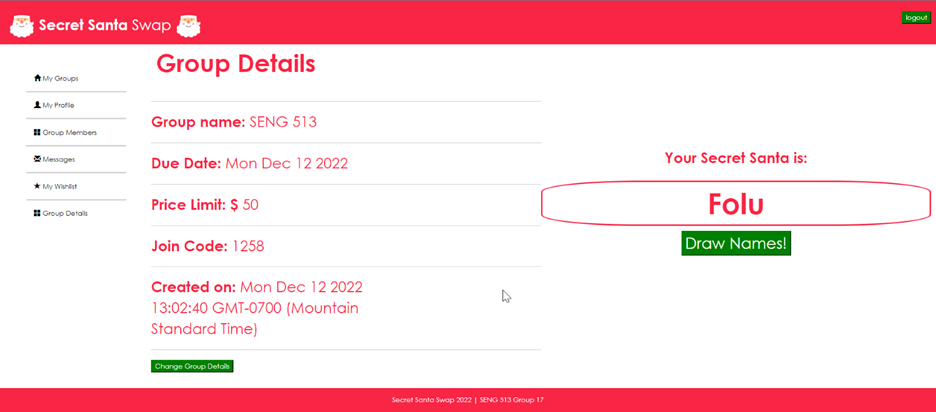 Secret Santa Swap
logout
My Groups
My Profile
Group Members
Messages
My Wishlist
Group Details
Group Details
Group name: SENG 513
Due Date: Mon Dec 12 2022
Price Limit: $ 50
Join Code: 1258
Created on: Mon Dec 12 2022
13:02:40 GMT-0700 (Mountain
Standard Time)
Change Group Details
Your Secret Santa is:
Folu
Draw Names!
Secret Santa Swap 2022 | SENG 513 Group 17